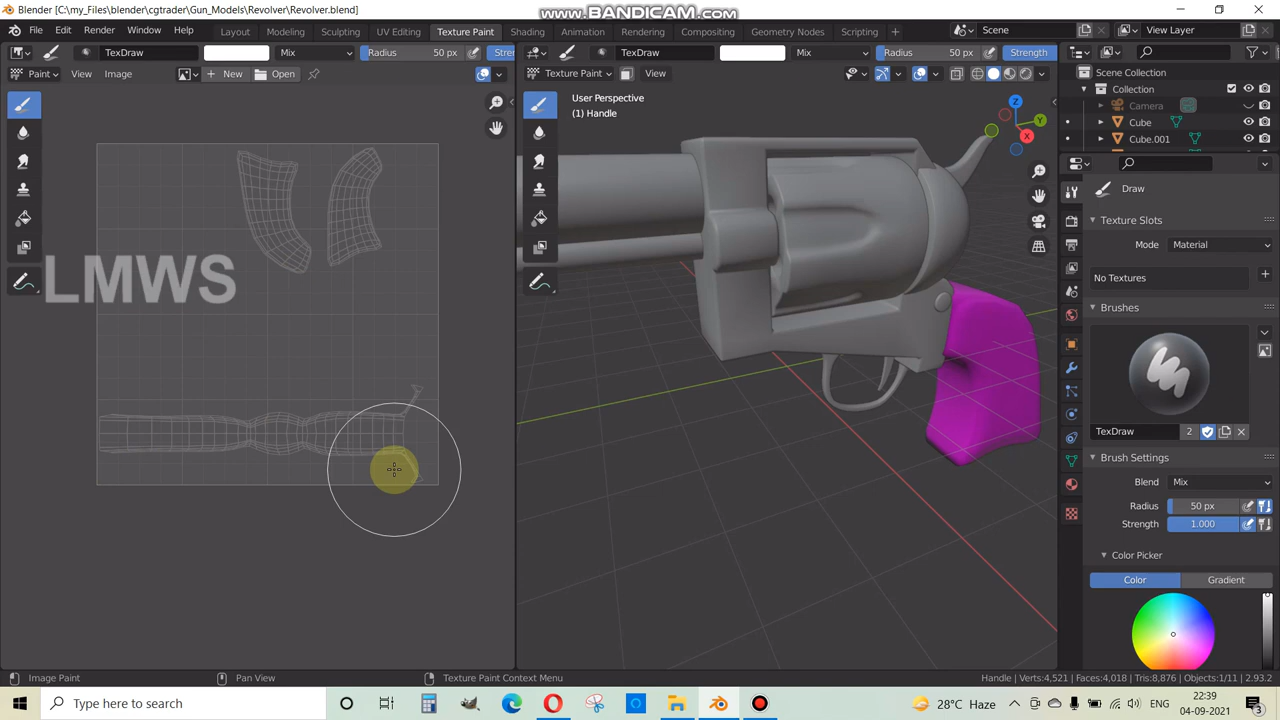 Blender [C:\my_Files\blender\cgtrader\Gun_Models\Revolver\Revolver.blend]
WWW.BANDICAM.COM
File Edit Render Window Help Layout Modeling Sculpting UV Editing Texture Paint Shading Animation Rendering Compositing Geometry Nodes Scripting + Scene View Layer
TexDraw Mix Radius 50 px TexDraw Mix Radius 50 px Strength
Paint View Image New Open Texture Paint View Scene Collection
Collection
User Perspective
(1) Handle
Camera
Cube
Cube.001
Z
Y
X
Draw
Texture Slots
Mode Material
No Textures
Brushes
LMWS
TexDraw 2
Brush Settings
Blend Mix
Radius 50 px
Strength 1.000
Color Picker
Color Gradient
Image Paint Pan View Texture Paint Context Menu Handle | Verts:4,521 | Faces:4,018 | Tris:8,876 | Objects:1/11 | 2.93.2
Type here to search 28°C Haze ENG 22:39
04-09-2021 3